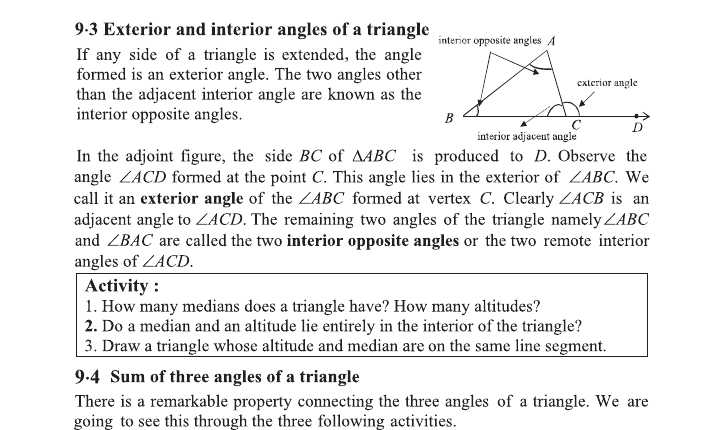 9·3 Exterior and interior angles of a triangle
If any side of a triangle is extended, the angle
formed is an exterior angle. The two angles other
than the adjacent interior angle are known as the
interior opposite angles.
interior opposite angles A
exterior angle
B
C
D
interior adjacent angle
In the adjoint figure, the side BC of ΔABC is produced to D. Observe the
angle ∠ACD formed at the point C. This angle lies in the exterior of ∠ABC. We
call it an exterior angle of the ∠ABC formed at vertex C. Clearly ∠ACB is an
adjacent angle to ∠ACD. The remaining two angles of the triangle namely ∠ABC
and ∠BAC are called the two interior opposite angles or the two remote interior
angles of ∠ACD.
Activity :
1. How many medians does a triangle have? How many altitudes?
2. Do a median and an altitude lie entirely in the interior of the triangle?
3. Draw a triangle whose altitude and median are on the same line segment.
9·4 Sum of three angles of a triangle
There is a remarkable property connecting the three angles of a triangle. We are
going to see this through the three following activities.